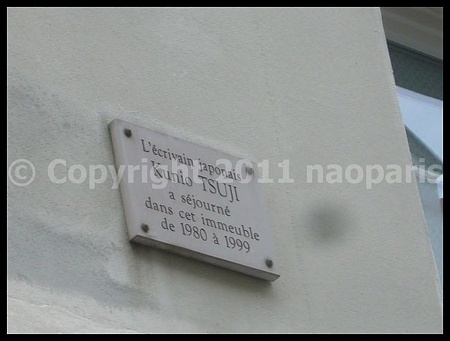 L'écrivain japonais
Kunio TSUJI
a séjourné
dans cet immeuble
de 1980 à 1999
© Copyright 2011 naoparis©